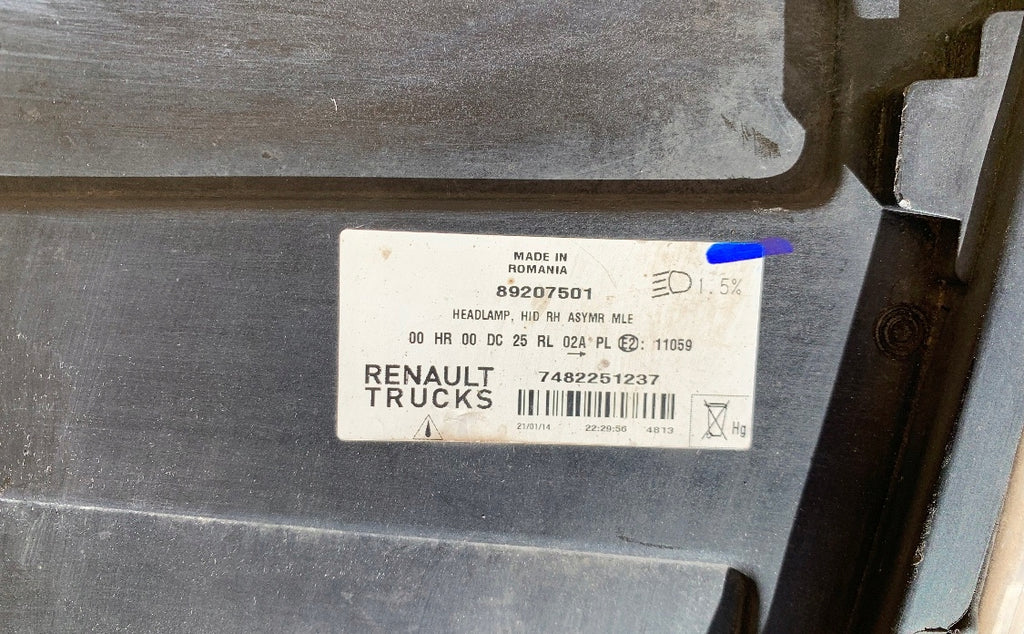 MADE IN
ROMANIA
89207501
1.5%
HEADLAMP, HID RH ASYMR MLE
00 HR 00 DC 25 RL 02A PL E2: 11059
RENAULT
TRUCKS
7482251237
21/01/14 22:29:56 4813
Hg